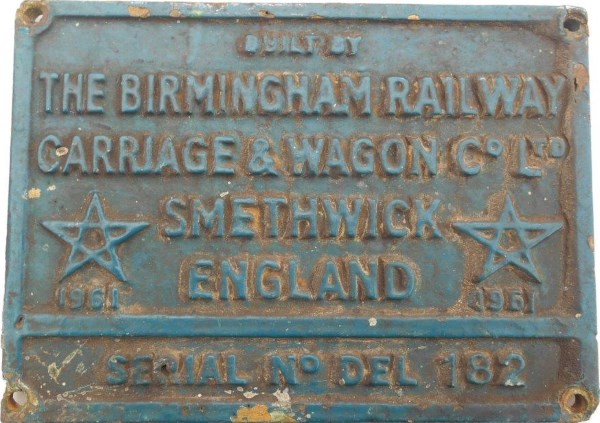 BUILT BY
THE BIRMINGHAM RAILWAY
CARRIAGE & WAGON Cº LTD
SMETHWICK
ENGLAND
1961 1961
SERIAL Nº DEL 182